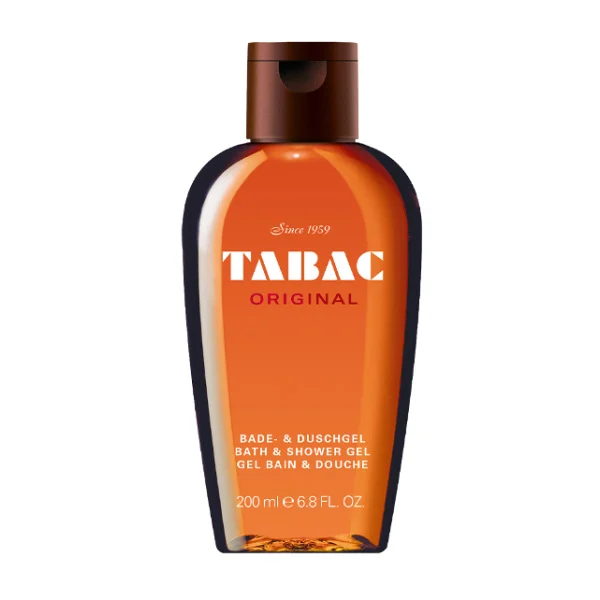 Since 1959
TABAC
ORIGINAL
BADE- & DUSCHGEL
BATH & SHOWER GEL
GEL BAIN & DOUCHE
200 ml ℮ 6.8 FL. OZ.